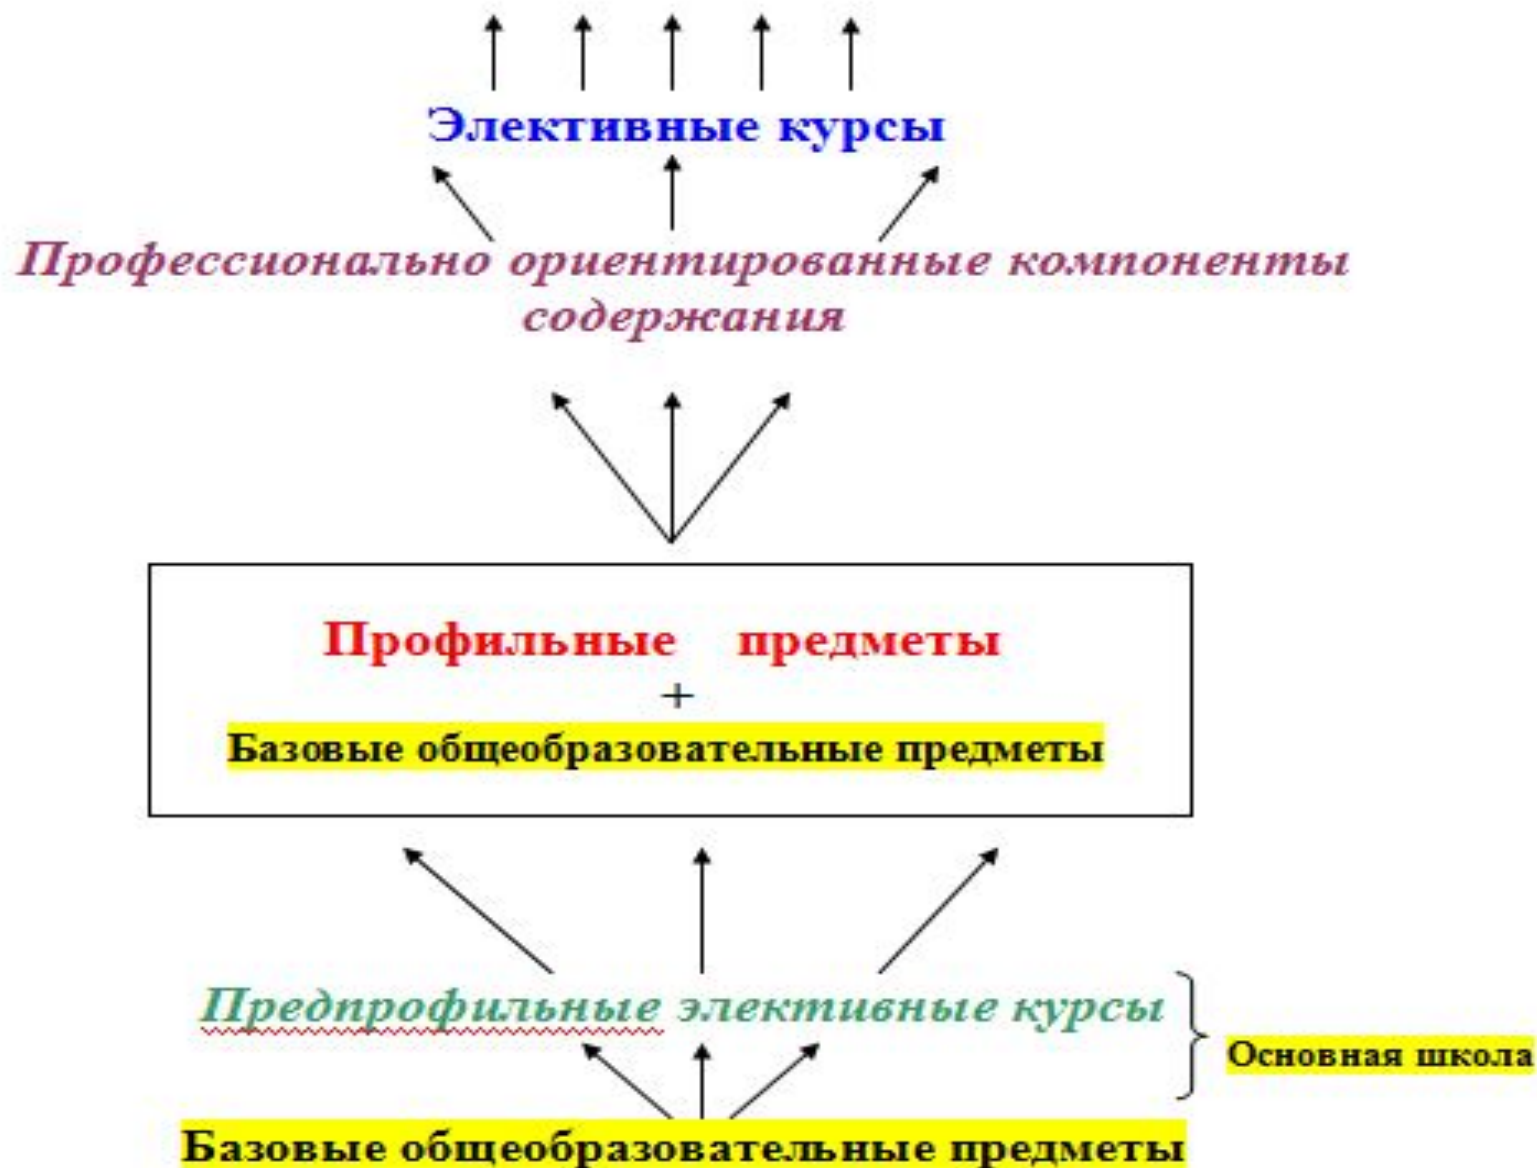 Элективные курсы
Профессионально ориентированные компоненты
содержания
Профильные предметы
+
Базовые общеобразовательные предметы
Предпрофильные элективные курсы
Основная школа
Базовые общеобразовательные предметы